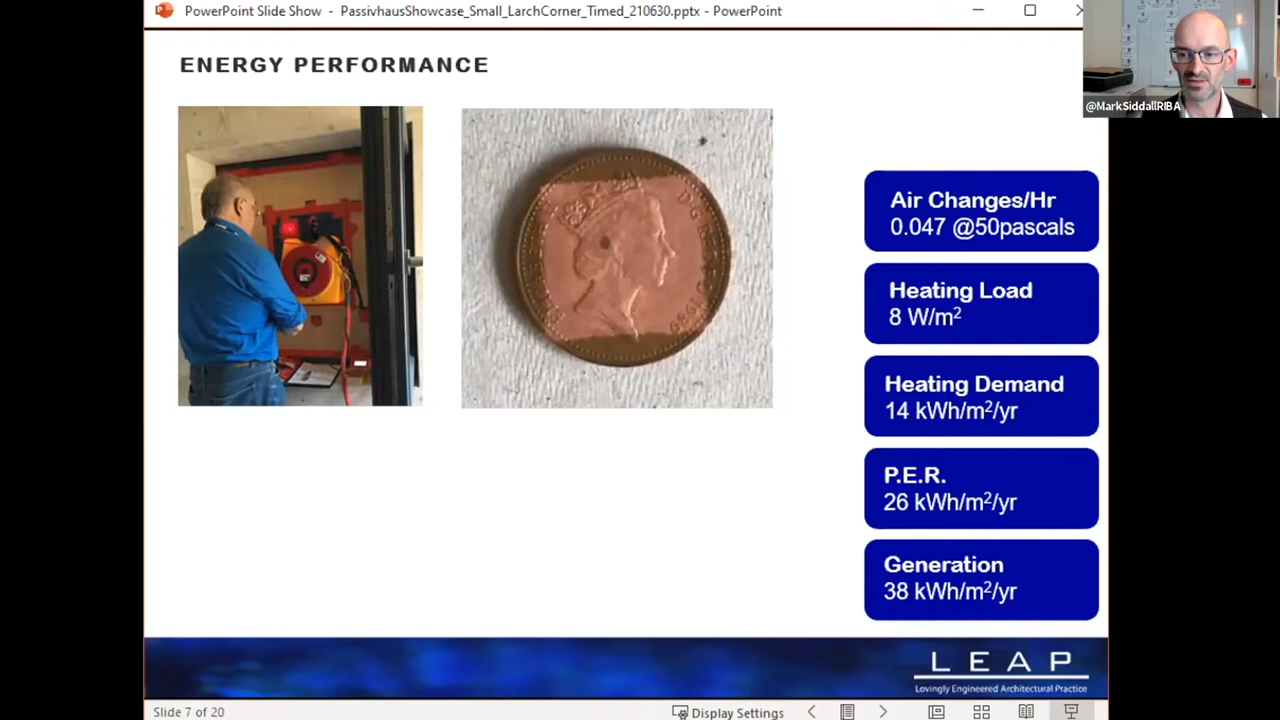 PowerPoint Slide Show - PassivhausShowcase_Small_LarchCorner_Timed_210630.pptx - PowerPoint
@MarkSiddallRIBA
ENERGY PERFORMANCE
Air Changes/Hr
0.047 @50pascals
Heating Load
8 W/m²
Heating Demand
14 kWh/m²/yr
P.E.R.
26 kWh/m²/yr
Generation
38 kWh/m²/yr
LEAP
Lovingly Engineered Architectural Practice
Slide 7 of 20
Display Settings